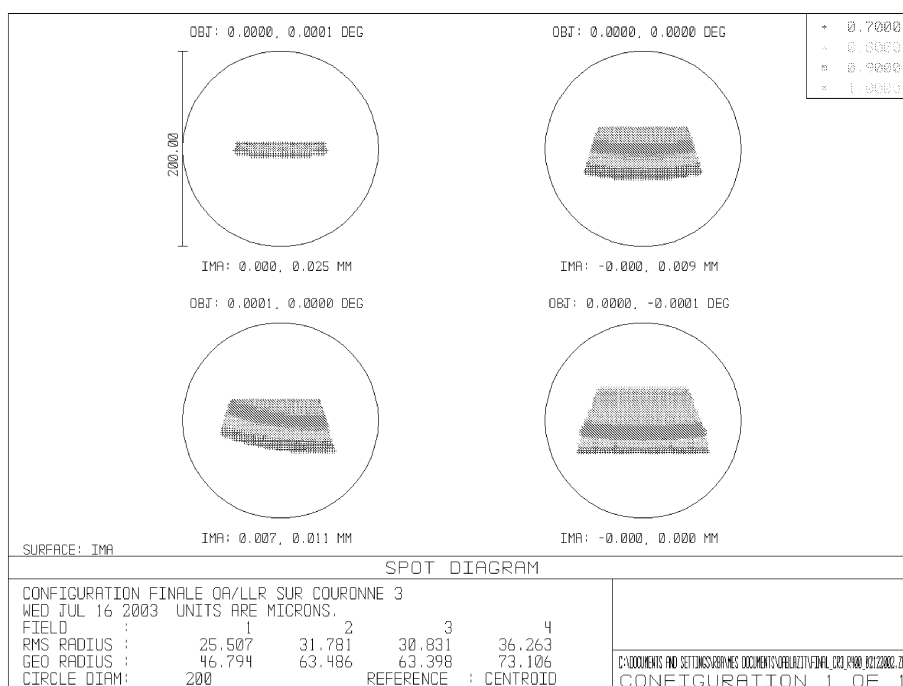 OBJ: 0.0000, 0.0001 DEG
OBJ: 0.0000, 0.0000 DEG
+ 0.7000
0.8000
0.9000
1.0000
200.00
IMA: 0.000, 0.025 MM
IMA: -0.000, 0.009 MM
OBJ: 0.0001, 0.0000 DEG
OBJ: 0.0000, -0.0001 DEG
IMA: 0.007, 0.011 MM
IMA: -0.000, 0.000 MM
SURFACE: IMA
SPOT DIAGRAM
CONFIGURATION FINALE OA/LLR SUR COURONNE 3
WED JUL 16 2003 UNITS ARE MICRONS.
FIELD : 1 2 3 4
RMS RADIUS : 25.507 31.781 30.831 36.263
GEO RADIUS : 46.794 63.486 63.398 73.106
CIRCLE DIAM: 200 REFERENCE : CENTROID
CONFIGURATION 1 OF 1